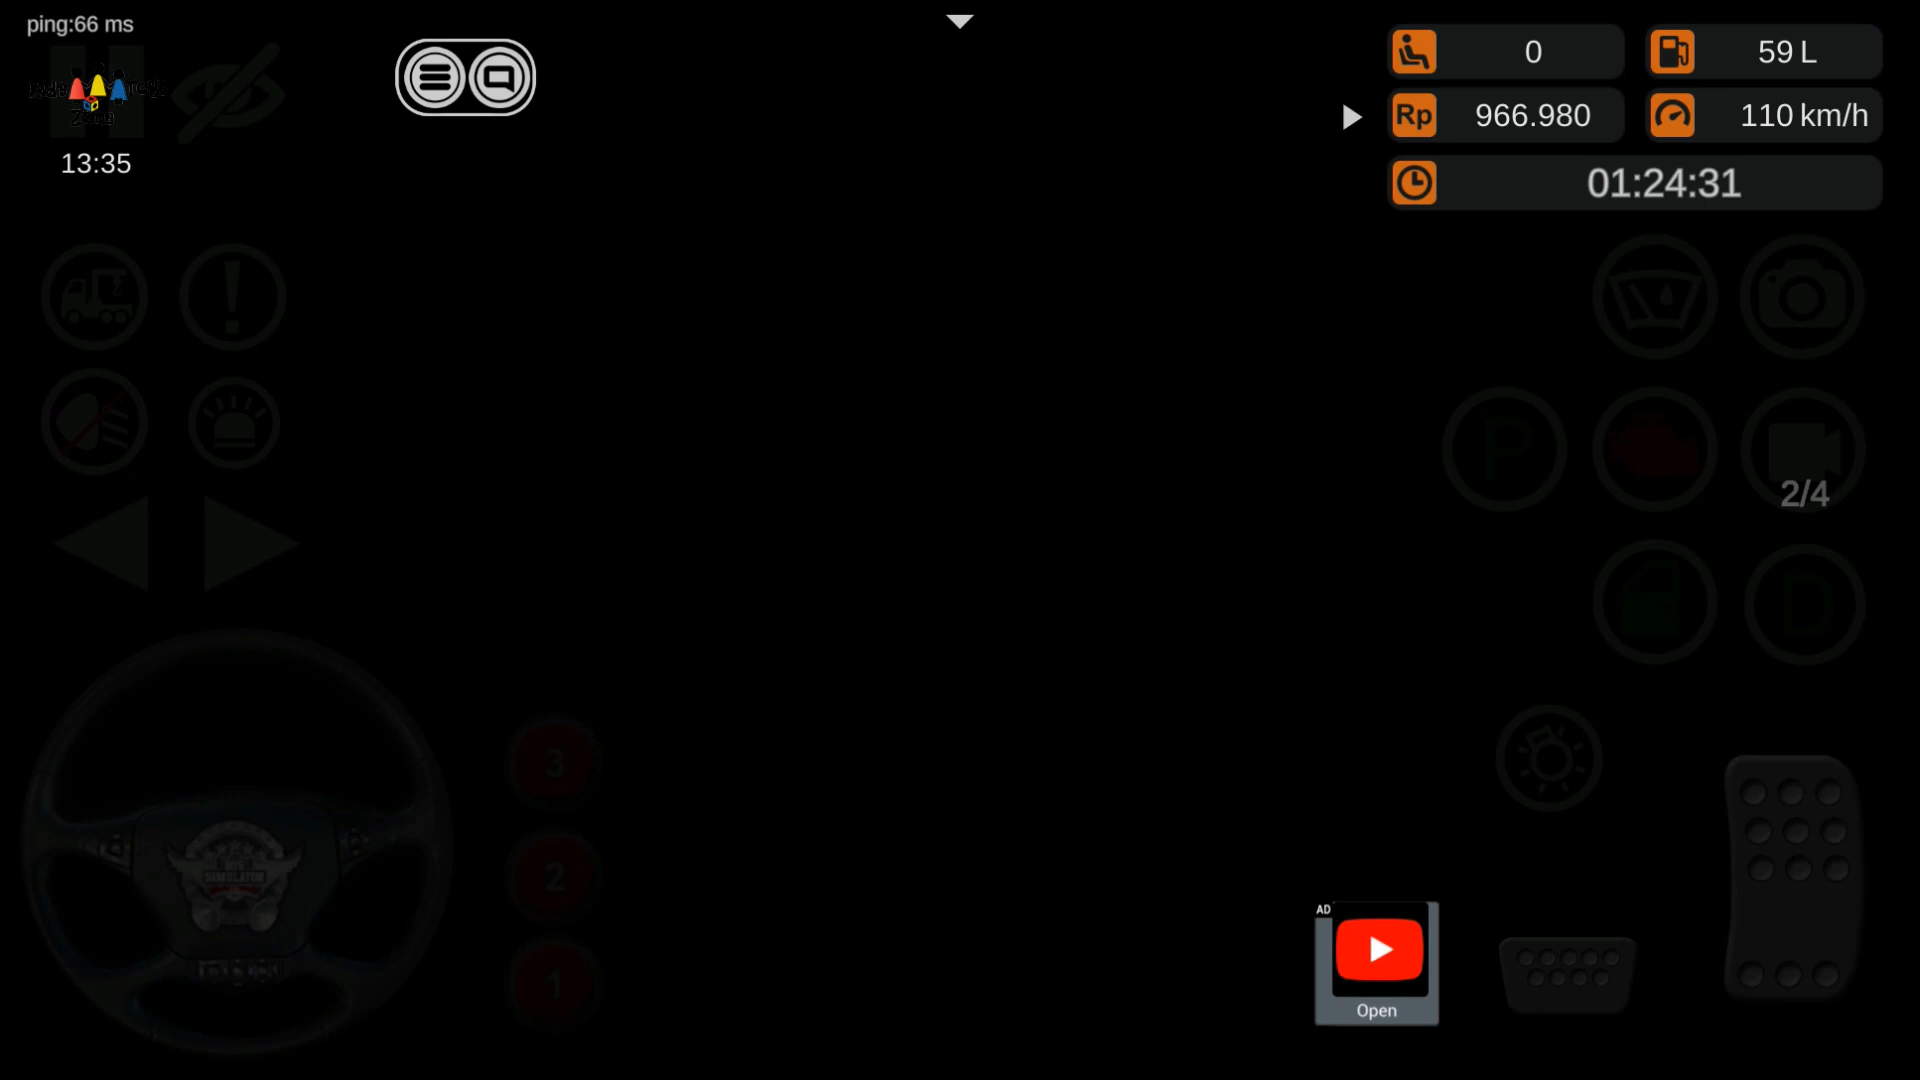 ping:66 ms
0
59 L
Rp
966.980
110 km/h
13:35
01:24:31
P
2/4
D
3
SIMULATOR
2
AD
1
Open